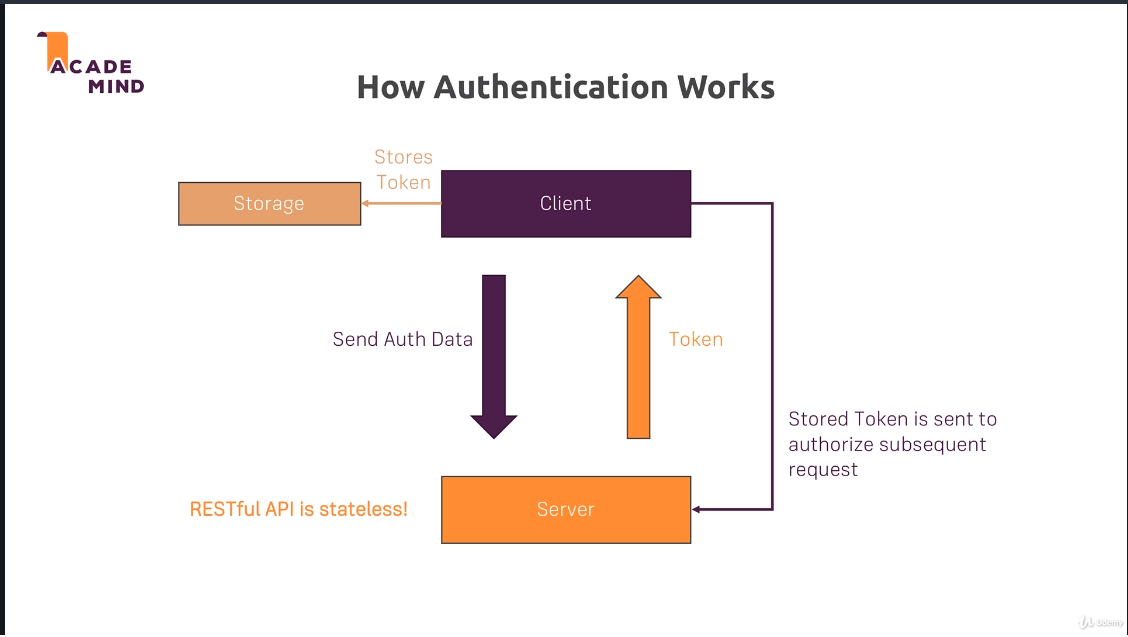 ACADE
MIND
How Authentication Works
Stores
Token
Storage
Client
Send Auth Data
Token
Stored Token is sent to
authorize subsequent
request
RESTful API is stateless!
Server
Udemy